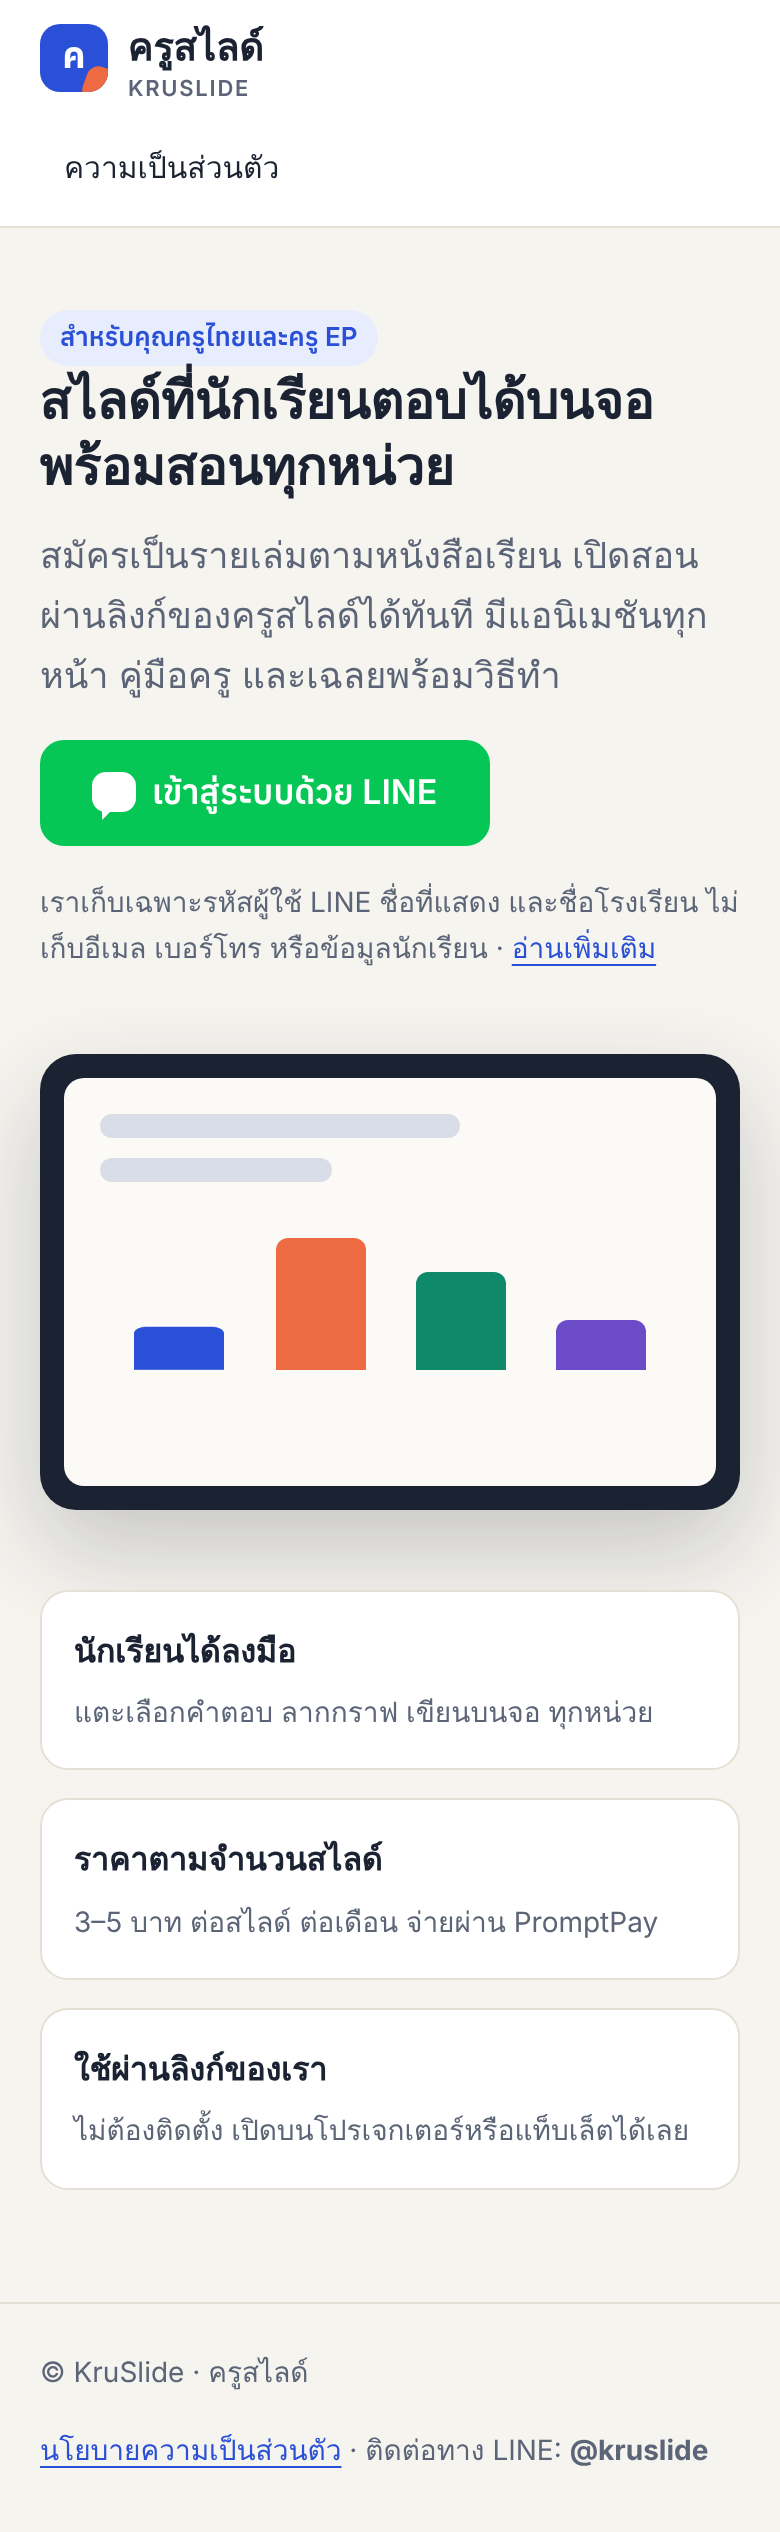 ค
ครูสไลด์
KRUSLIDE
ความเป็นส่วนตัว
สำหรับคุณครูไทยและครู EP
สไลด์ที่นักเรียนตอบได้บนจอ
พร้อมสอนทุกหน่วย
สมัครเป็นรายเล่มตามหนังสือเรียน เปิดสอน
ผ่านลิงก์ของครูสไลด์ได้ทันที มีแอนิเมชันทุก
หน้า คู่มือครู และเฉลยพร้อมวิธีทำ
เข้าสู่ระบบด้วย LINE
เราเก็บเฉพาะรหัสผู้ใช้ LINE ชื่อที่แสดง และชื่อโรงเรียน ไม่
เก็บอีเมล เบอร์โทร หรือข้อมูลนักเรียน · อ่านเพิ่มเติม
นักเรียนได้ลงมือ
แตะเลือกคำตอบ ลากกราฟ เขียนบนจอ ทุกหน่วย
ราคาตามจำนวนสไลด์
3–5 บาท ต่อสไลด์ ต่อเดือน จ่ายผ่าน PromptPay
ใช้ผ่านลิงก์ของเรา
ไม่ต้องติดตั้ง เปิดบนโปรเจกเตอร์หรือแท็บเล็ตได้เลย
© KruSlide · ครูสไลด์
นโยบายความเป็นส่วนตัว · ติดต่อทาง LINE: @kruslide